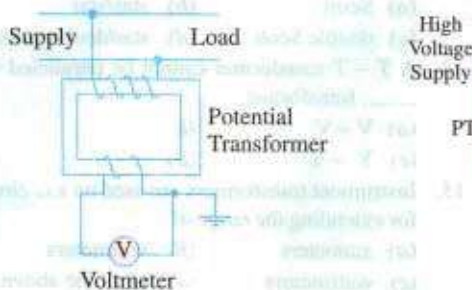 Supply
Load
High
Voltage
Supply
Potential
Transformer
PT
V
Voltmeter